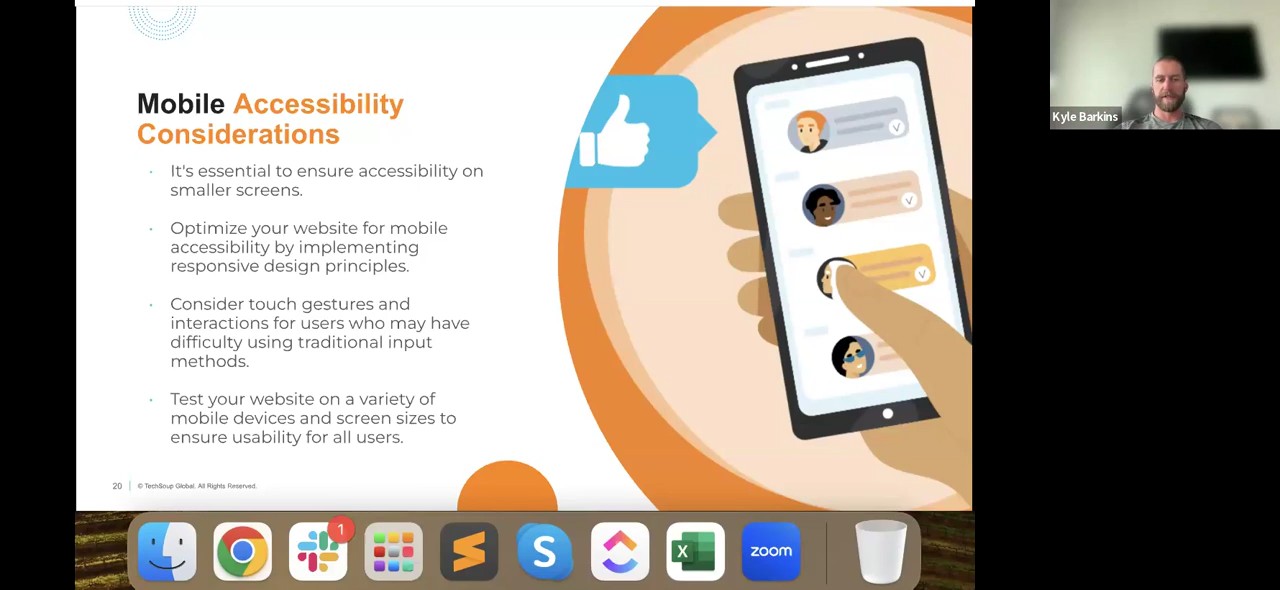 Mobile Accessibility
Considerations
· It's essential to ensure accessibility on
smaller screens.
· Optimize your website for mobile
accessibility by implementing
responsive design principles.
· Consider touch gestures and
interactions for users who may have
difficulty using traditional input
methods.
· Test your website on a variety of
mobile devices and screen sizes to
ensure usability for all users.
20 © TechSoup Global. All Rights Reserved.
Kyle Barkins
1
S
X
zoom